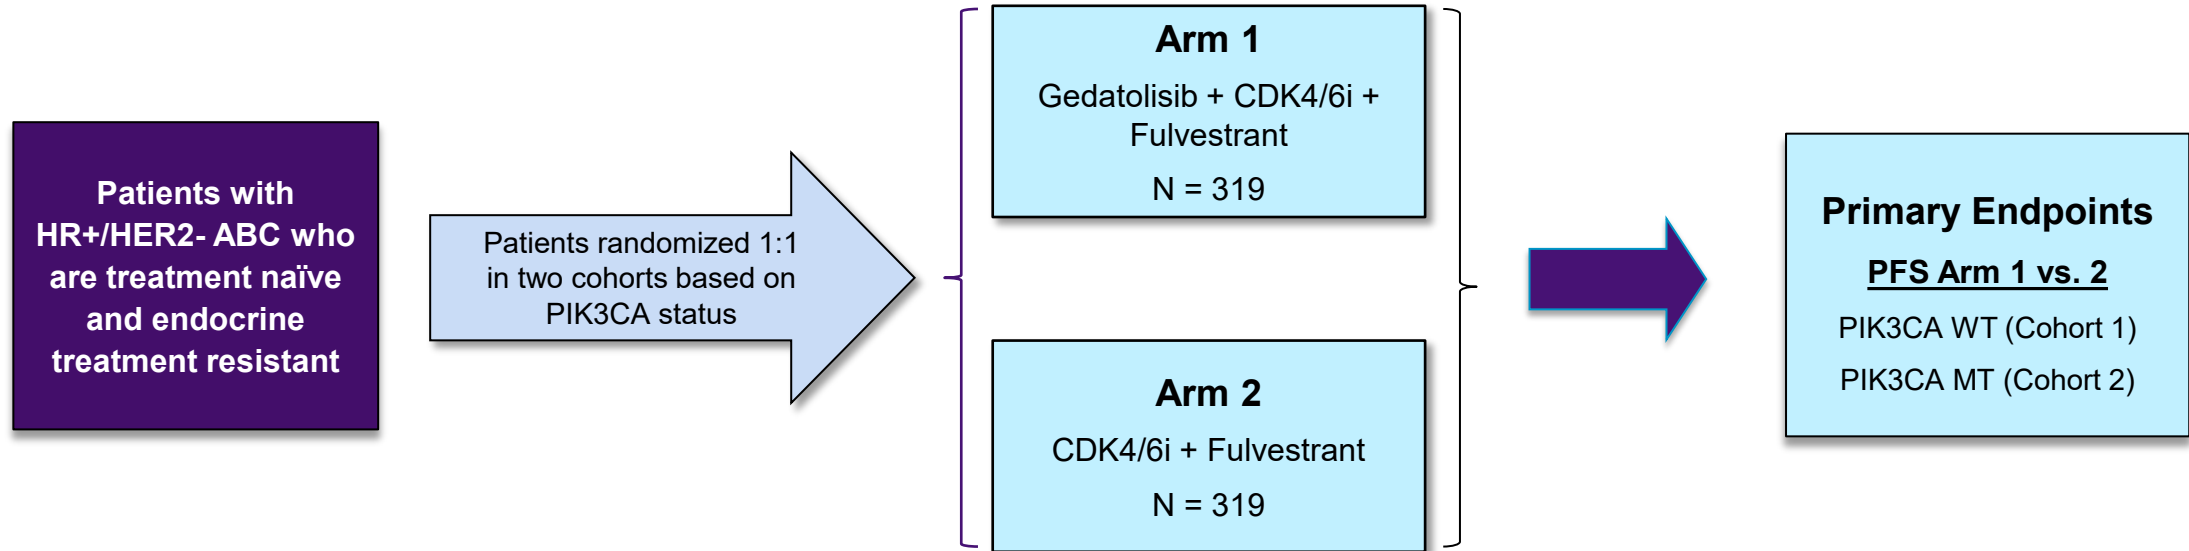 Patients with
HR+/HER2- ABC who
are treatment naïve
and endocrine
treatment resistant
Patients randomized 1:1
in two cohorts based on
PIK3CA status
Arm 1
Gedatolisib + CDK4/6i +
Fulvestrant
N = 319
Arm 2
CDK4/6i + Fulvestrant
N = 319
Primary Endpoints
PFS Arm 1 vs. 2
PIK3CA WT (Cohort 1)
PIK3CA MT (Cohort 2)